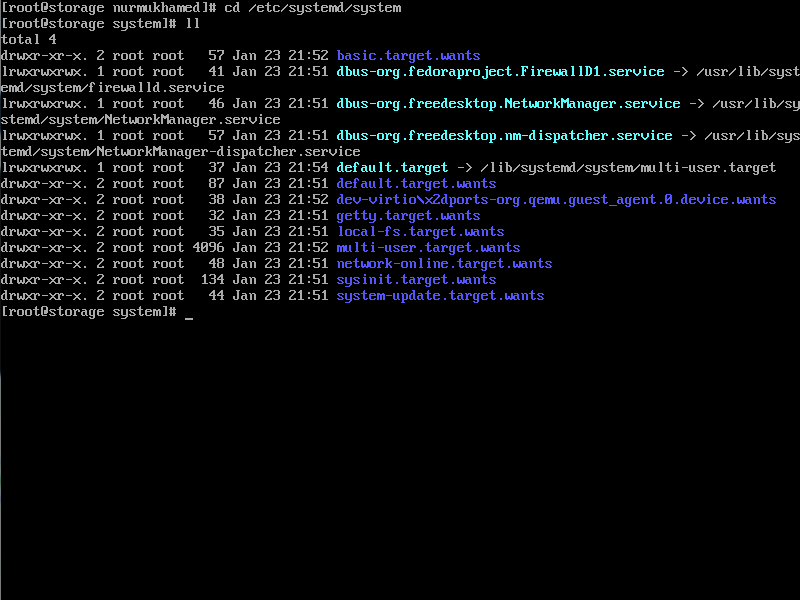 [root@storage nurmukhamed]# cd /etc/systemd/system
[root@storage system]# ll
total 4
drwxr-xr-x. 2 root root   57 Jan 23 21:52 basic.target.wants
lrwxrwxrwx. 1 root root   41 Jan 23 21:51 dbus-org.fedoraproject.FirewallD1.service -> /usr/lib/syst
emd/system/firewalld.service
lrwxrwxrwx. 1 root root   46 Jan 23 21:51 dbus-org.freedesktop.NetworkManager.service -> /usr/lib/sy
stemd/system/NetworkManager.service
lrwxrwxrwx. 1 root root   57 Jan 23 21:51 dbus-org.freedesktop.nm-dispatcher.service -> /usr/lib/sys
temd/system/NetworkManager-dispatcher.service
lrwxrwxrwx. 1 root root   37 Jan 23 21:54 default.target -> /lib/systemd/system/multi-user.target
drwxr-xr-x. 2 root root   87 Jan 23 21:51 default.target.wants
drwxr-xr-x. 2 root root   38 Jan 23 21:52 dev-virtio\x2dports-org.qemu.guest_agent.0.device.wants
drwxr-xr-x. 2 root root   32 Jan 23 21:51 getty.target.wants
drwxr-xr-x. 2 root root   35 Jan 23 21:51 local-fs.target.wants
drwxr-xr-x. 2 root root 4096 Jan 23 21:52 multi-user.target.wants
drwxr-xr-x. 2 root root   48 Jan 23 21:51 network-online.target.wants
drwxr-xr-x. 2 root root  134 Jan 23 21:51 sysinit.target.wants
drwxr-xr-x. 2 root root   44 Jan 23 21:51 system-update.target.wants
[root@storage system]# _